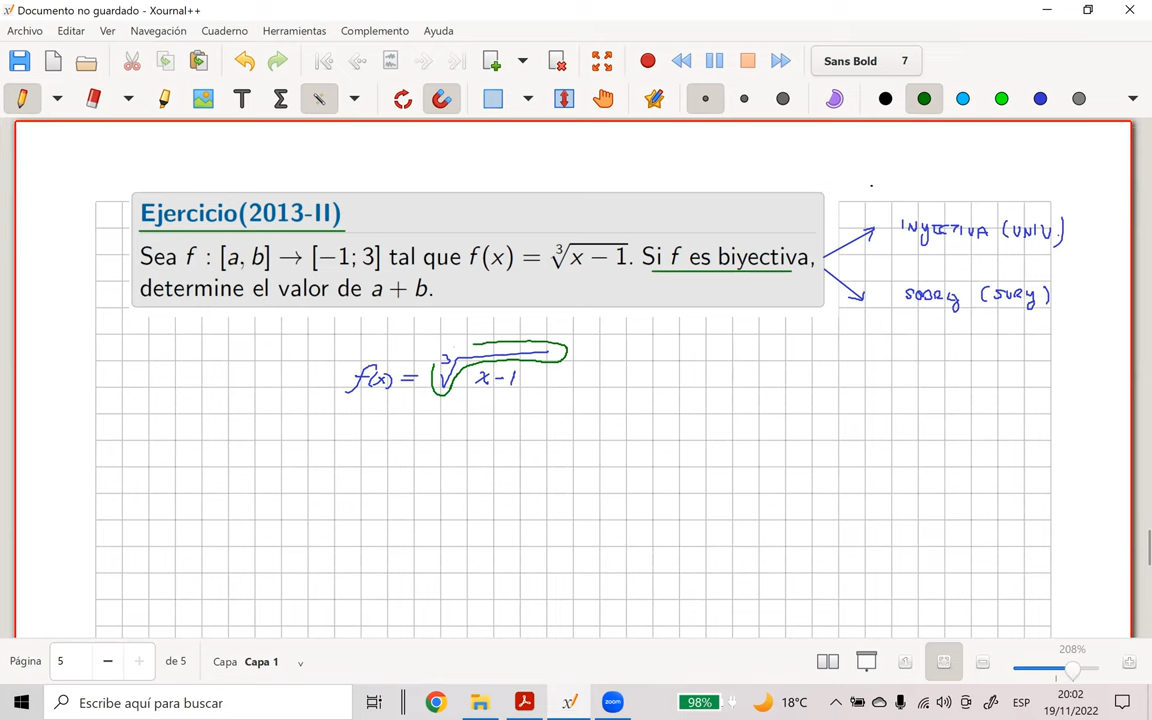 Documento no guardado - Xournal++
Archivo Editar Ver Navegación Cuaderno Herramientas Complemento Ayuda
Sans Bold 7
Ejercicio(2013-II)
Sea f : [a, b] → [−1; 3] tal que f(x) = ∛(x − 1). Si f es biyectiva,
determine el valor de a + b.
INYECTIVA (UNIV.)
SOBRY (SURY)
f(x) = ∛(x-1)
Página 5 de 5 Capa Capa 1
208%
Escribe aquí para buscar
zoom
98%
18°C
ESP
20:02
19/11/2022